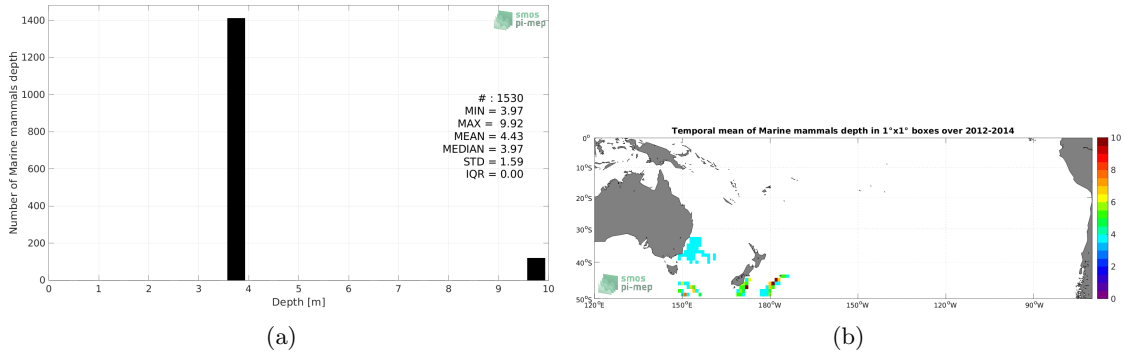 1400
1200
1000
800
600
400
200
0
Number of Marine mammals depth
smos
pi-mep
# : 1530
MIN = 3.97
MAX = 9.92
MEAN = 4.43
MEDIAN = 3.97
STD = 1.59
IQR = 0.00
0 1 2 3 4 5 6 7 8 9 10
Depth [m]
(a)
Temporal mean of Marine mammals depth in 1°x1° boxes over 2012-2014
0°
10°S
20°S
30°S
40°S
50°S
smos
pi-mep
120°E 150°E 180°W 150°W 120°W 90°W
10
8
6
4
2
0
(b)